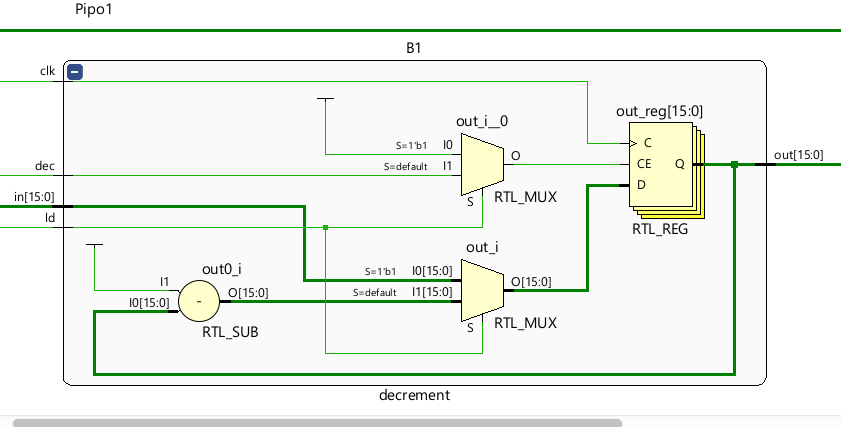 Pipo1
B1
clk
out_i__0
out_reg[15:0]
S=1'b1 I0
C
dec
S=default I1
O
CE
Q
out[15:0]
D
in[15:0]
S
RTL_MUX
ld
RTL_REG
out_i
out0_i
S=1'b1 I0[15:0]
I1
O[15:0]
S=default I1[15:0]
O[15:0]
I0[15:0]
-
S
RTL_MUX
RTL_SUB
decrement